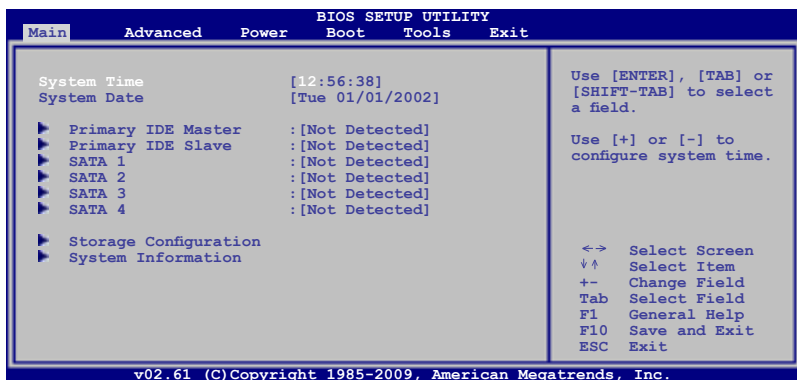 BIOS SETUP UTILITY
Main Advanced Power Boot Tools Exit
System Time [12:56:38]
System Date [Tue 01/01/2002]
Primary IDE Master :[Not Detected]
Primary IDE Slave :[Not Detected]
SATA 1 :[Not Detected]
SATA 2 :[Not Detected]
SATA 3 :[Not Detected]
SATA 4 :[Not Detected]
Storage Configuration
System Information
Use [ENTER], [TAB] or
[SHIFT-TAB] to select
a field.
Use [+] or [-] to
configure system time.
←→ Select Screen
↓↑ Select Item
+- Change Field
Tab Select Field
F1 General Help
F10 Save and Exit
ESC Exit
v02.61 (C)Copyright 1985-2009, American Megatrends, Inc.